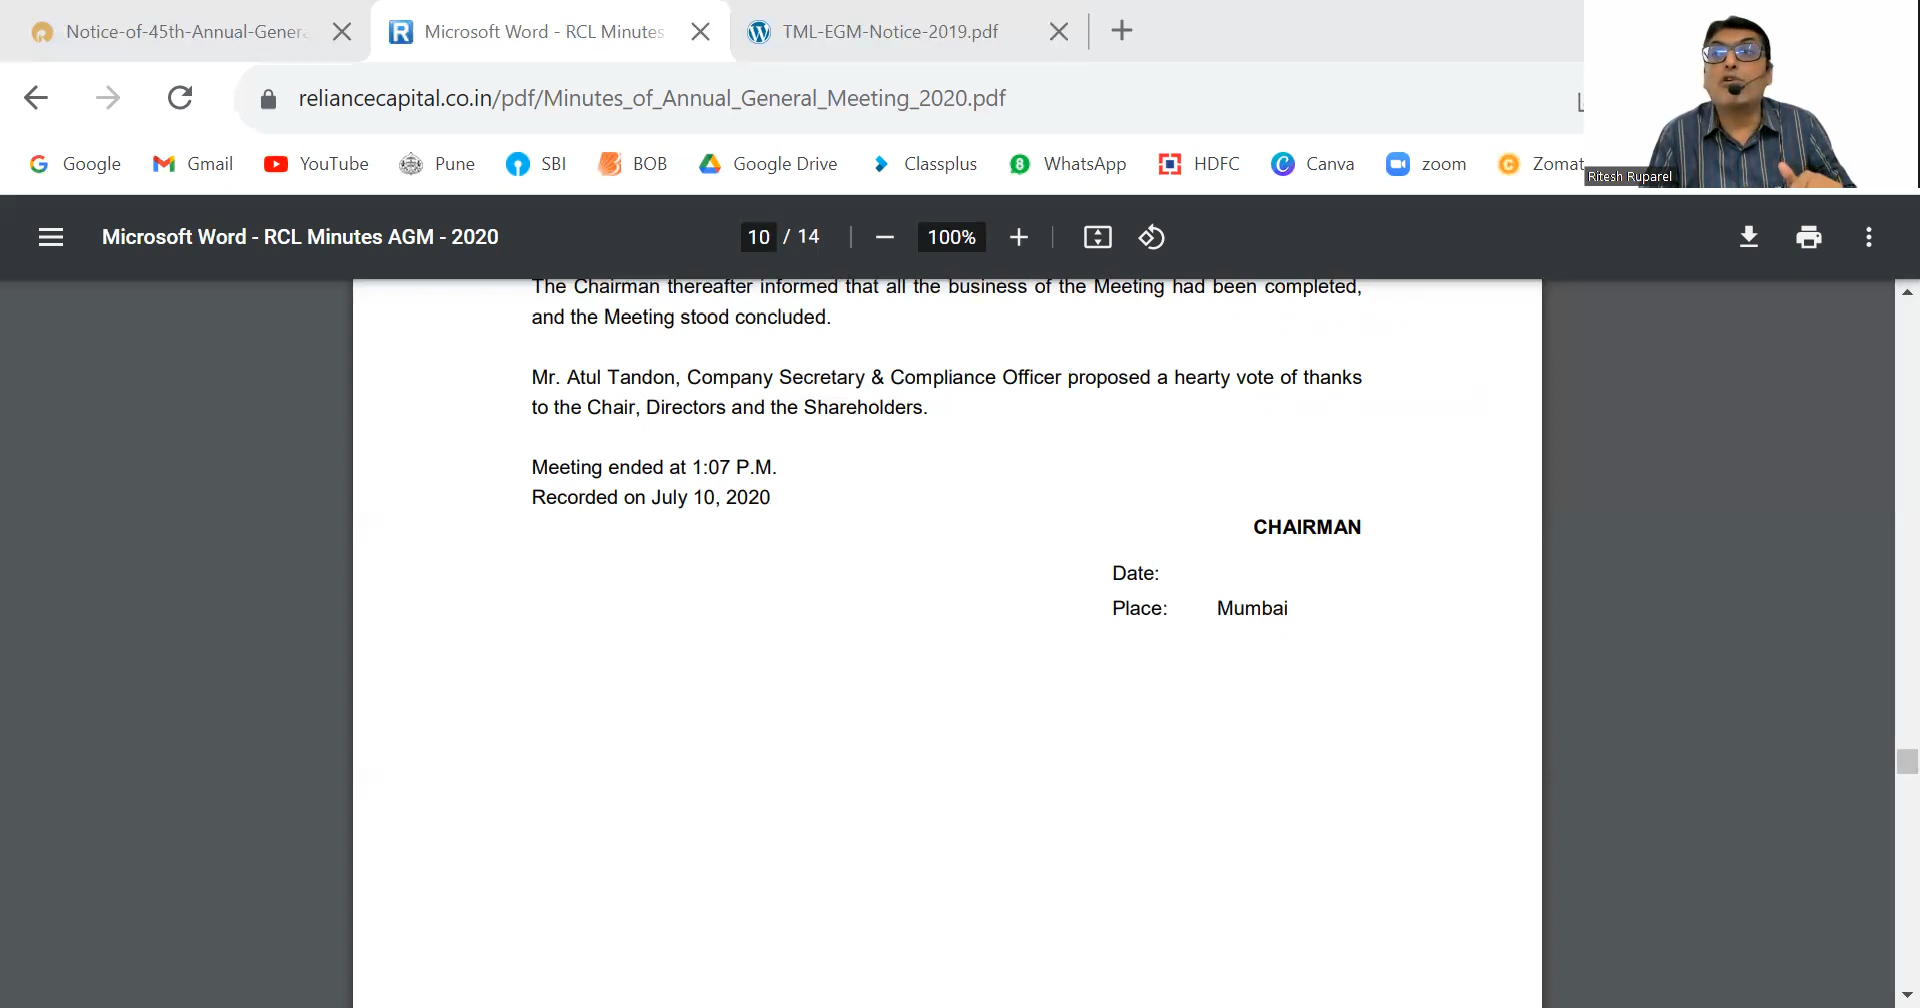 Notice-of-45th-Annual-Genera
Microsoft Word - RCL Minutes
TML-EGM-Notice-2019.pdf
reliancecapital.co.in/pdf/Minutes_of_Annual_General_Meeting_2020.pdf
Google Gmail YouTube Pune SBI BOB Google Drive Classplus WhatsApp HDFC Canva zoom Zomat
Ritesh Ruparel
Microsoft Word - RCL Minutes AGM - 2020
10 / 14
100%
The Chairman thereafter informed that all the business of the Meeting had been completed,
and the Meeting stood concluded.
Mr. Atul Tandon, Company Secretary & Compliance Officer proposed a hearty vote of thanks
to the Chair, Directors and the Shareholders.
Meeting ended at 1:07 P.M.
Recorded on July 10, 2020
CHAIRMAN
Date:
Place: Mumbai